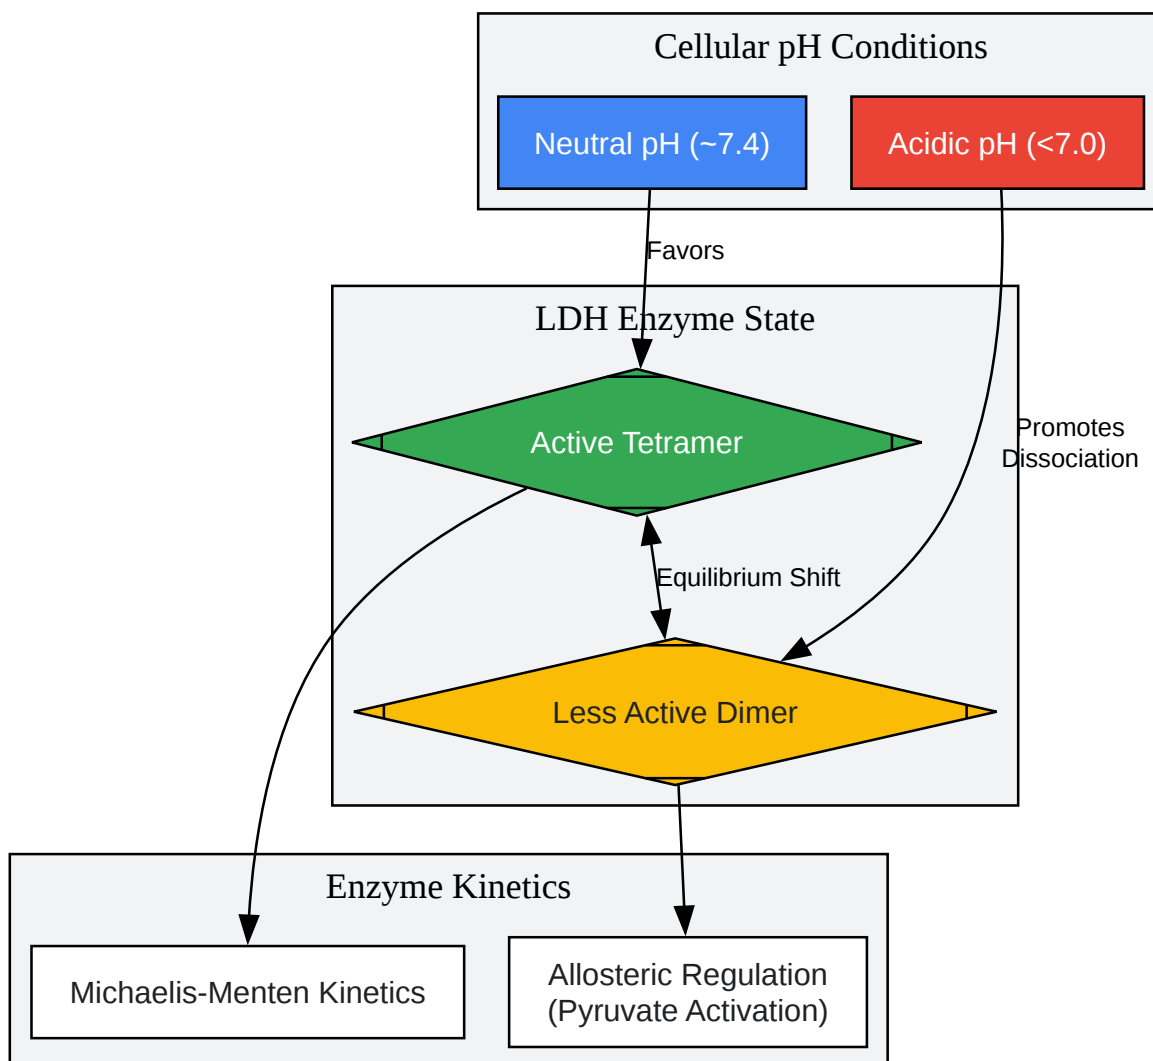 Cellular pH Conditions
Neutral pH (~7.4)
Acidic pH (<7.0)
Favors
LDH Enzyme State
Active Tetramer
Promotes
Dissociation
Equilibrium Shift
Less Active Dimer
Enzyme Kinetics
Michaelis-Menten Kinetics
Allosteric Regulation
(Pyruvate Activation)